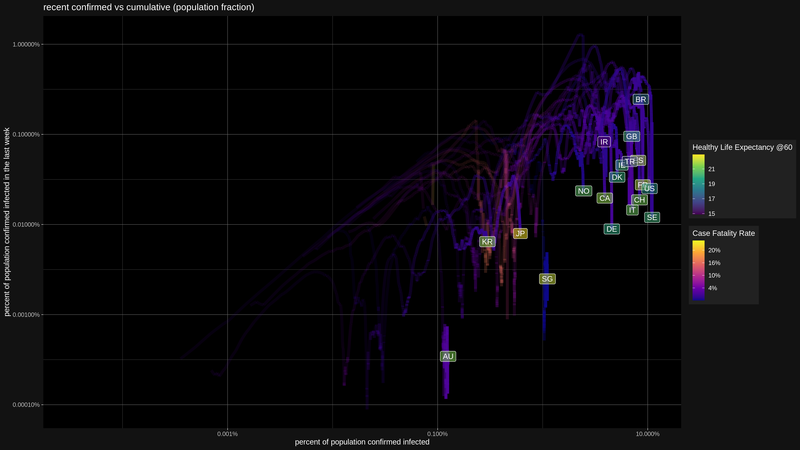 recent confirmed vs cumulative (population fraction)
percent of population confirmed infected in the last week
1.00000%
0.10000%
0.01000%
0.00100%
0.00010%
BR
GB
IR
TR
DK
NO
CA
US
CH
IT
SE
DE
KR
JP
SG
AU
0.001%
0.100%
10.000%
percent of population confirmed infected
Healthy Life Expectancy @60
21
19
17
15
Case Fatality Rate
20%
16%
10%
4%